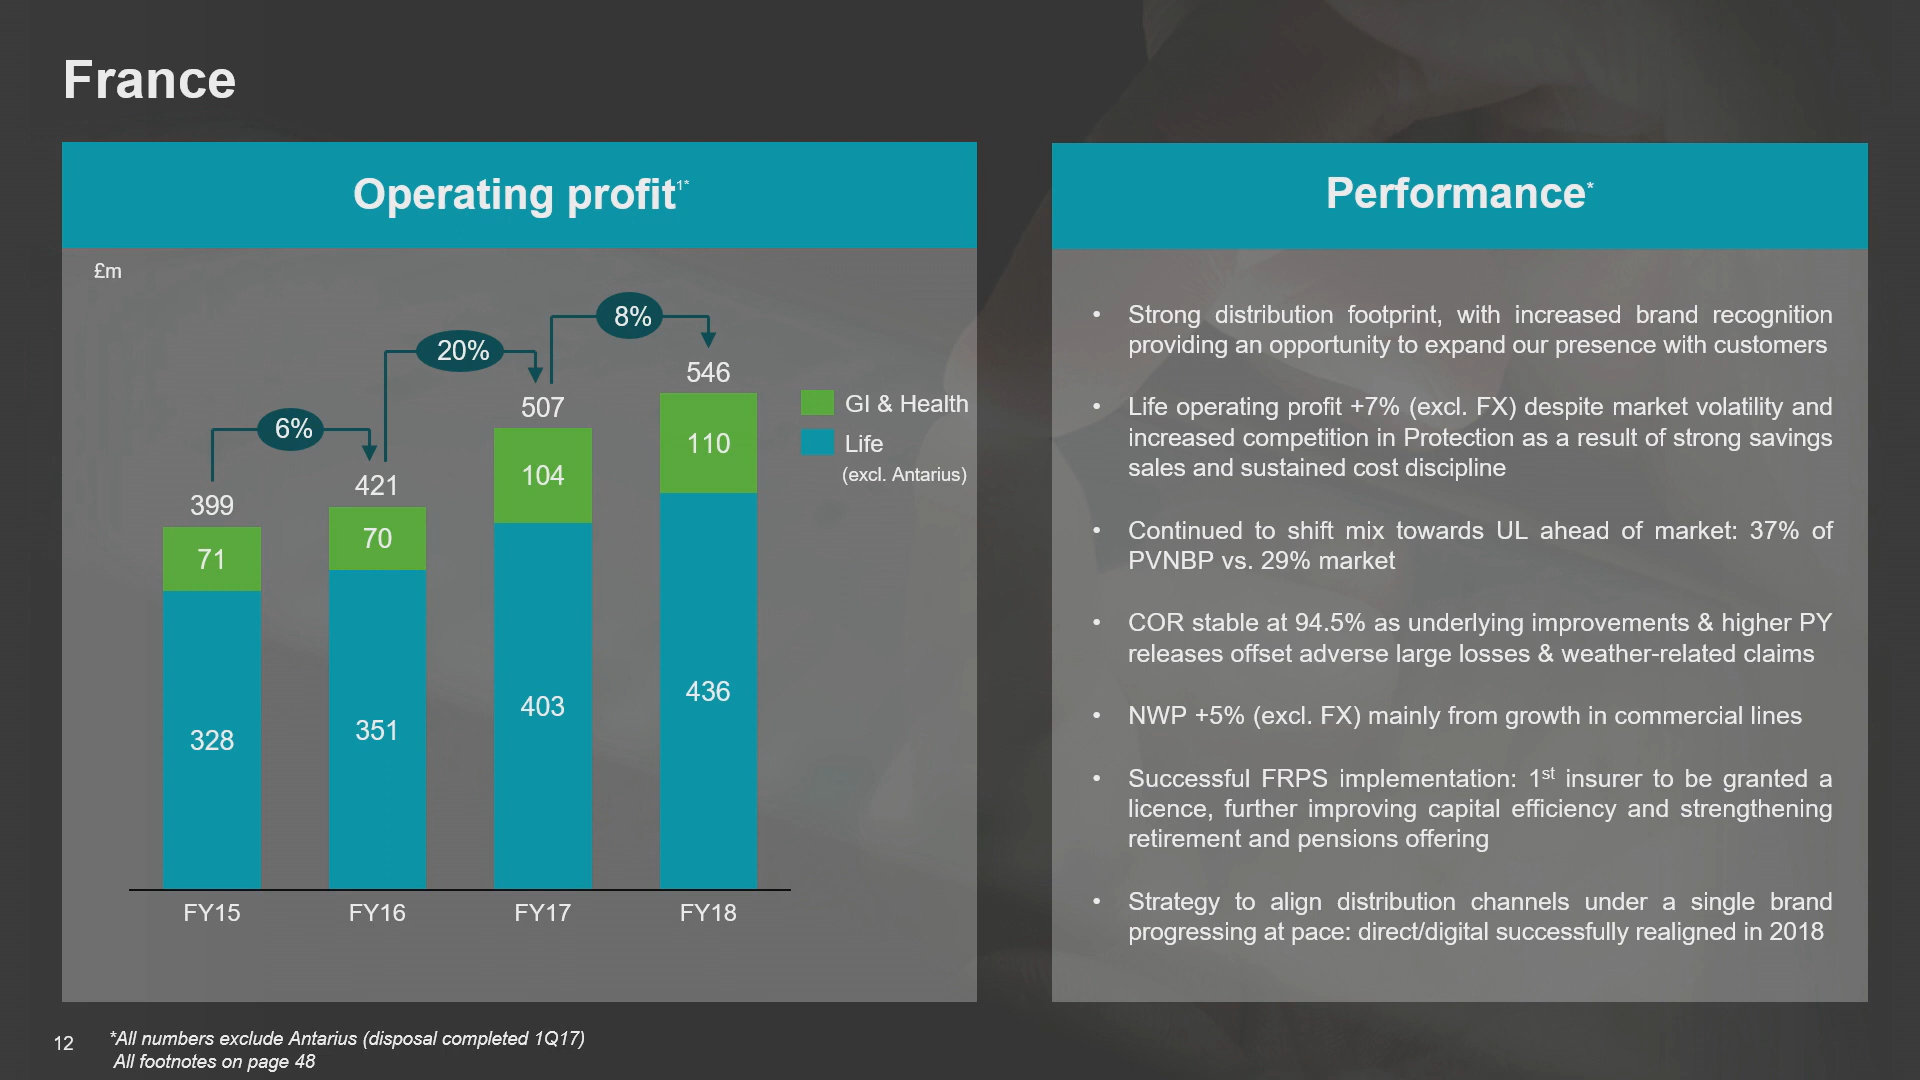 France
Operating profit1*
£m
8%
20%
6%
546
507
421
399
GI & Health
Life
(excl. Antarius)
71
70
104
110
328
351
403
436
FY15
FY16
FY17
FY18
Performance*
• Strong distribution footprint, with increased brand recognition
providing an opportunity to expand our presence with customers
• Life operating profit +7% (excl. FX) despite market volatility and
increased competition in Protection as a result of strong savings
sales and sustained cost discipline
• Continued to shift mix towards UL ahead of market: 37% of
PVNBP vs. 29% market
• COR stable at 94.5% as underlying improvements & higher PY
releases offset adverse large losses & weather-related claims
• NWP +5% (excl. FX) mainly from growth in commercial lines
• Successful FRPS implementation: 1st insurer to be granted a
licence, further improving capital efficiency and strengthening
retirement and pensions offering
• Strategy to align distribution channels under a single brand
progressing at pace: direct/digital successfully realigned in 2018
12
*All numbers exclude Antarius (disposal completed 1Q17)
All footnotes on page 48